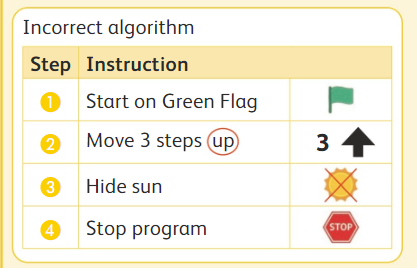 Incorrect algorithm
Step Instruction
1 Start on Green Flag
2 Move 3 steps up 3
3 Hide sun
4 Stop program STOP